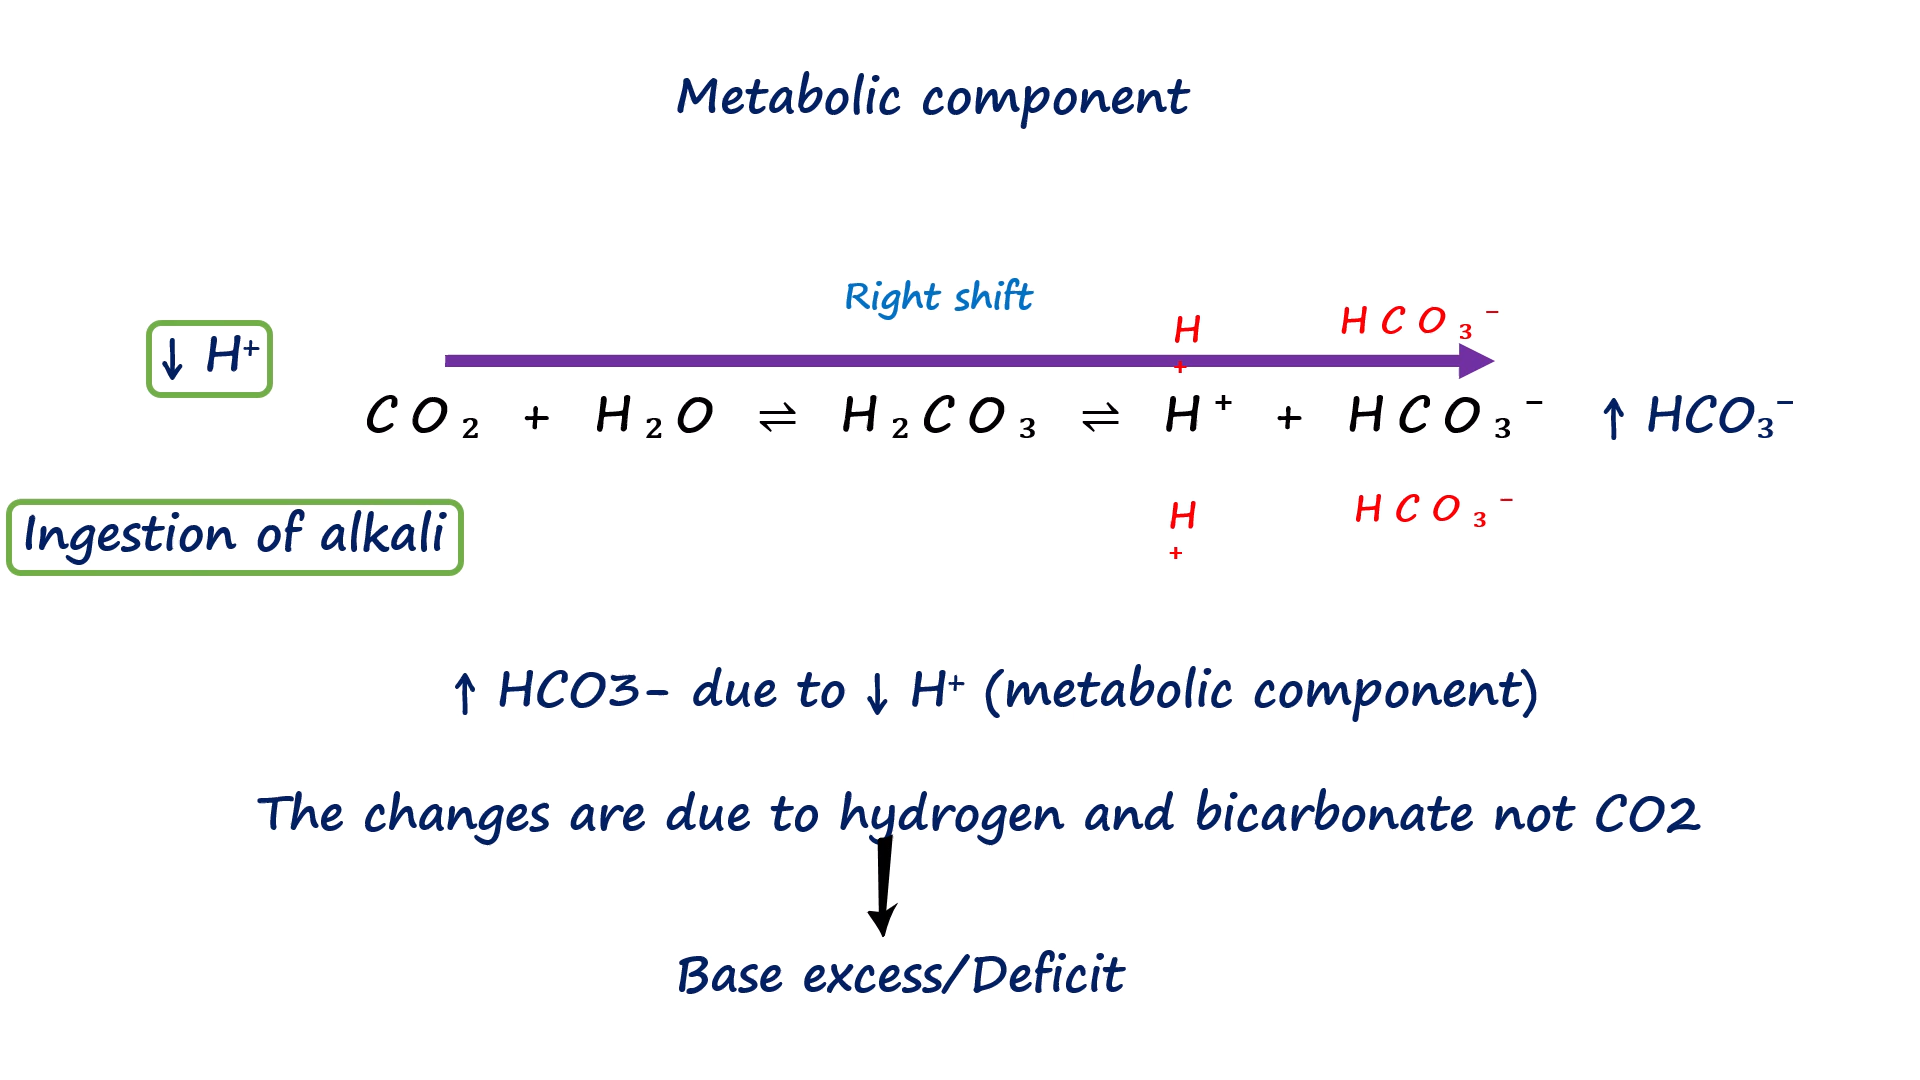 Metabolic component
Right shift
H⁺ HCO₃⁻
↓ H⁺
CO₂ + H₂O ⇌ H₂CO₃ ⇌ H⁺ + HCO₃⁻ ↑ HCO₃⁻
Ingestion of alkali
H⁺ HCO₃⁻
↑ HCO3- due to ↓ H⁺ (metabolic component)
The changes are due to hydrogen and bicarbonate not CO2
Base excess/Deficit